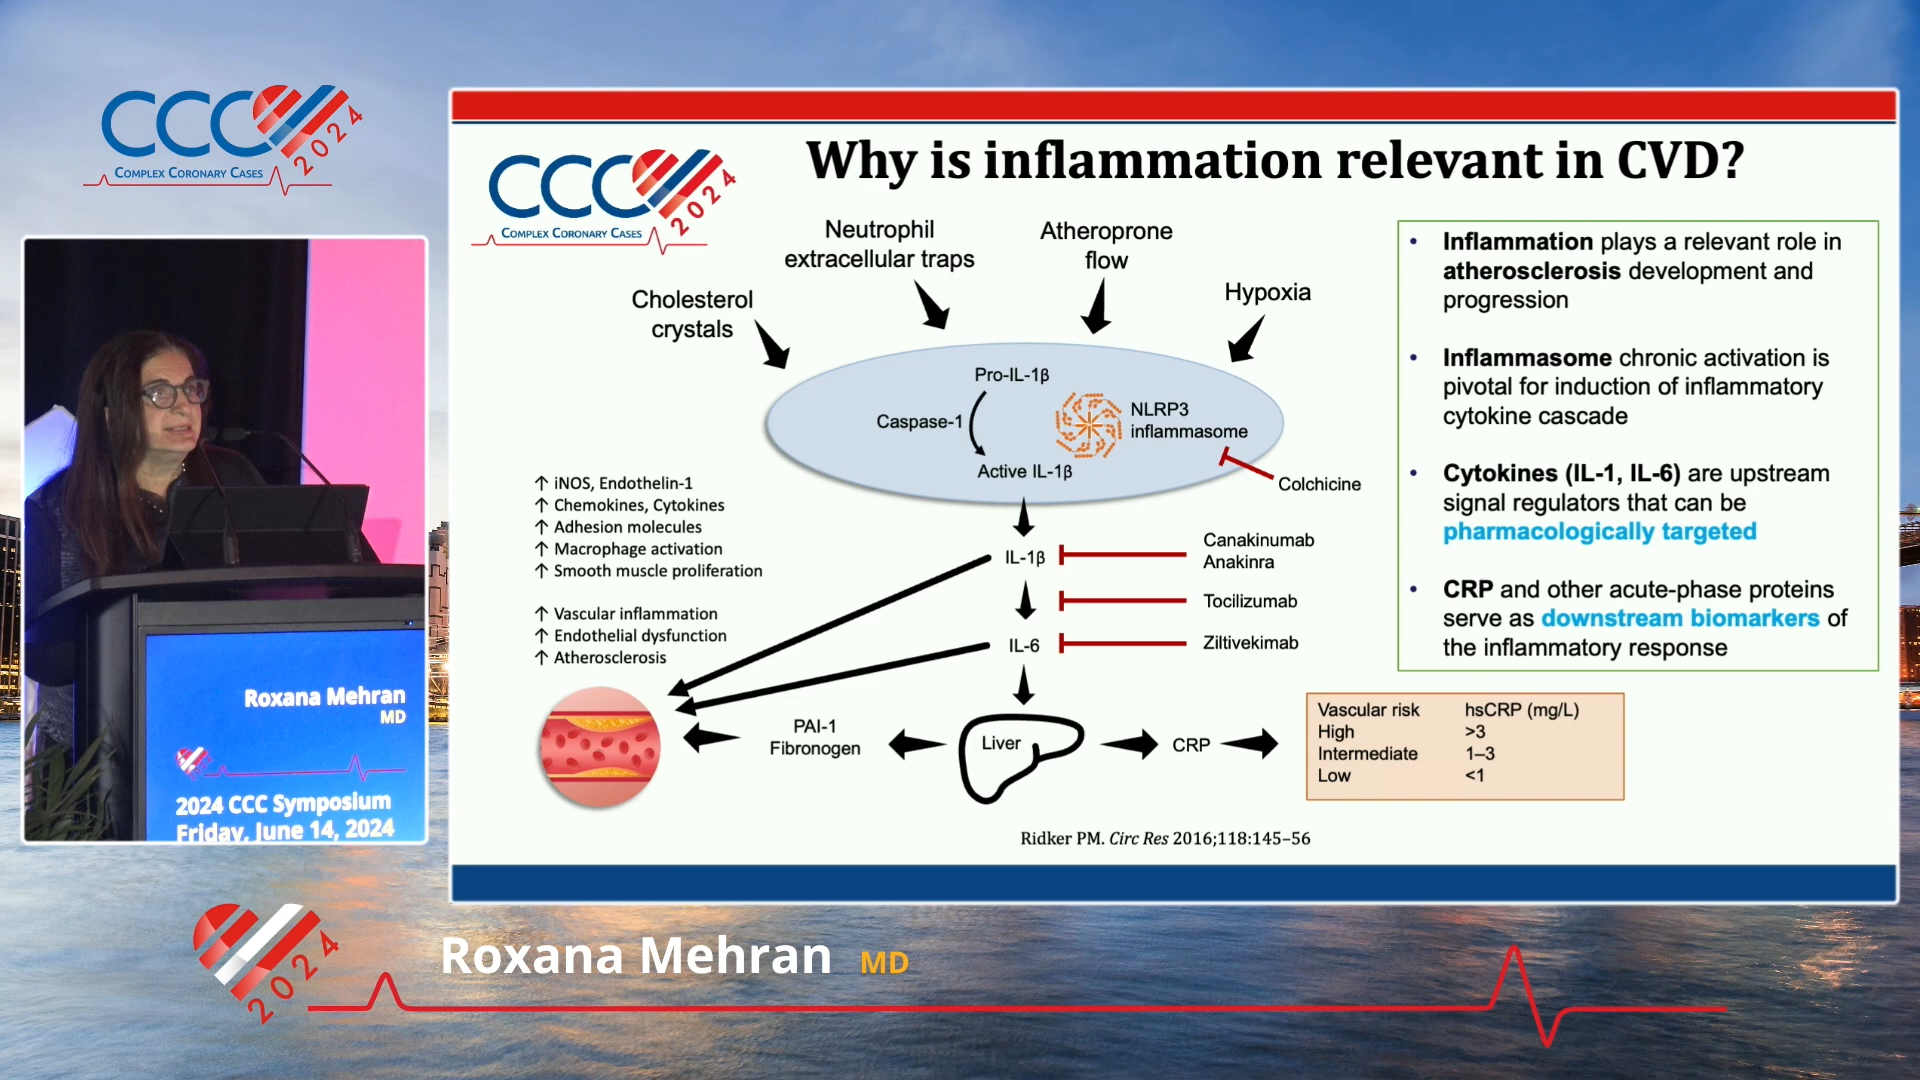 CCC
2024
COMPLEX CORONARY CASES
Roxana Mehran
MD
2024 CCC Symposium
Friday, June 14, 2024
CCC
2024
COMPLEX CORONARY CASES
Why is inflammation relevant in CVD?
Cholesterol
crystals
Neutrophil
extracellular traps
Atheroprone
flow
Hypoxia
Pro-IL-1β
Caspase-1
Active IL-1β
NLRP3
inflammasome
Colchicine
↑ iNOS, Endothelin-1
↑ Chemokines, Cytokines
↑ Adhesion molecules
↑ Macrophage activation
↑ Smooth muscle proliferation
↑ Vascular inflammation
↑ Endothelial dysfunction
↑ Atherosclerosis
IL-1β
Canakinumab
Anakinra
Tocilizumab
IL-6
Ziltivekimab
PAI-1
Fibronogen
Liver
CRP
• Inflammation plays a relevant role in
atherosclerosis development and
progression
• Inflammasome chronic activation is
pivotal for induction of inflammatory
cytokine cascade
• Cytokines (IL-1, IL-6) are upstream
signal regulators that can be
pharmacologically targeted
• CRP and other acute-phase proteins
serve as downstream biomarkers of
the inflammatory response
Vascular risk hsCRP (mg/L)
High >3
Intermediate 1–3
Low <1
Ridker PM. Circ Res 2016;118:145–56
2024
Roxana Mehran MD